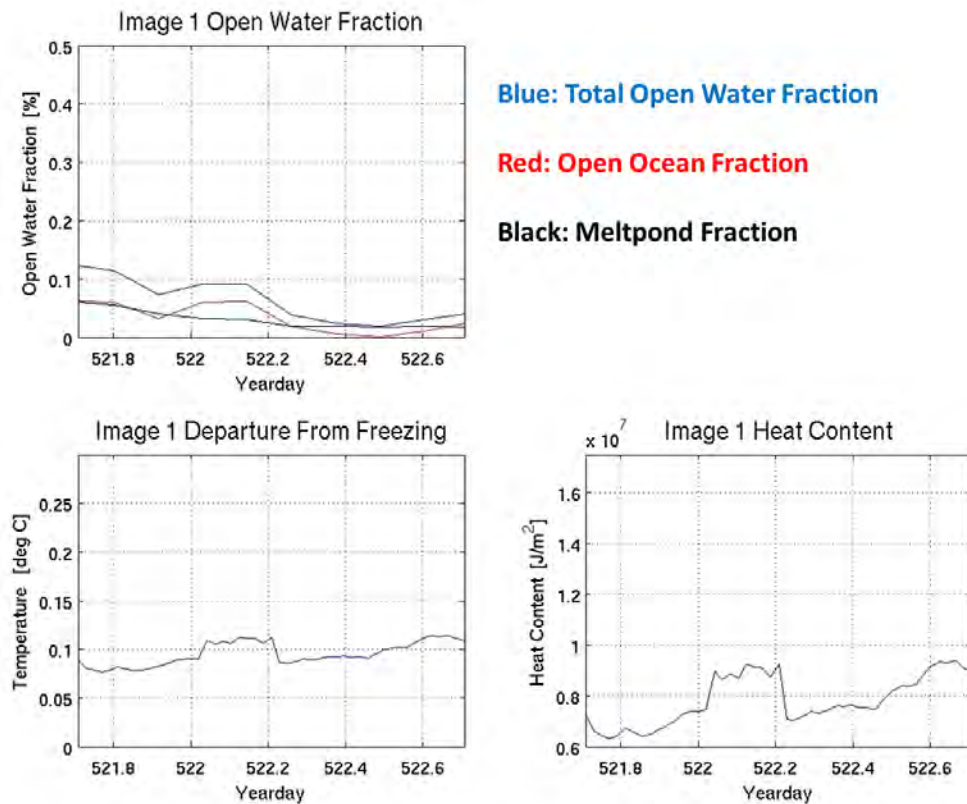 Image 1 Open Water Fraction
0.5
0.4
0.3
0.2
0.1
0
Open Water Fraction [%]
521.8 522 522.2 522.4 522.6
Yearday
Blue: Total Open Water Fraction
Red: Open Ocean Fraction
Black: Meltpond Fraction
Image 1 Departure From Freezing
0.25
0.2
0.15
0.1
0.05
0
Temperature [deg C]
521.8 522 522.2 522.4 522.6
Yearday
x 10⁷ Image 1 Heat Content
1.6
1.4
1.2
1
0.8
0.6
Heat Content [J/m²]
521.8 522 522.2 522.4 522.6
Yearday